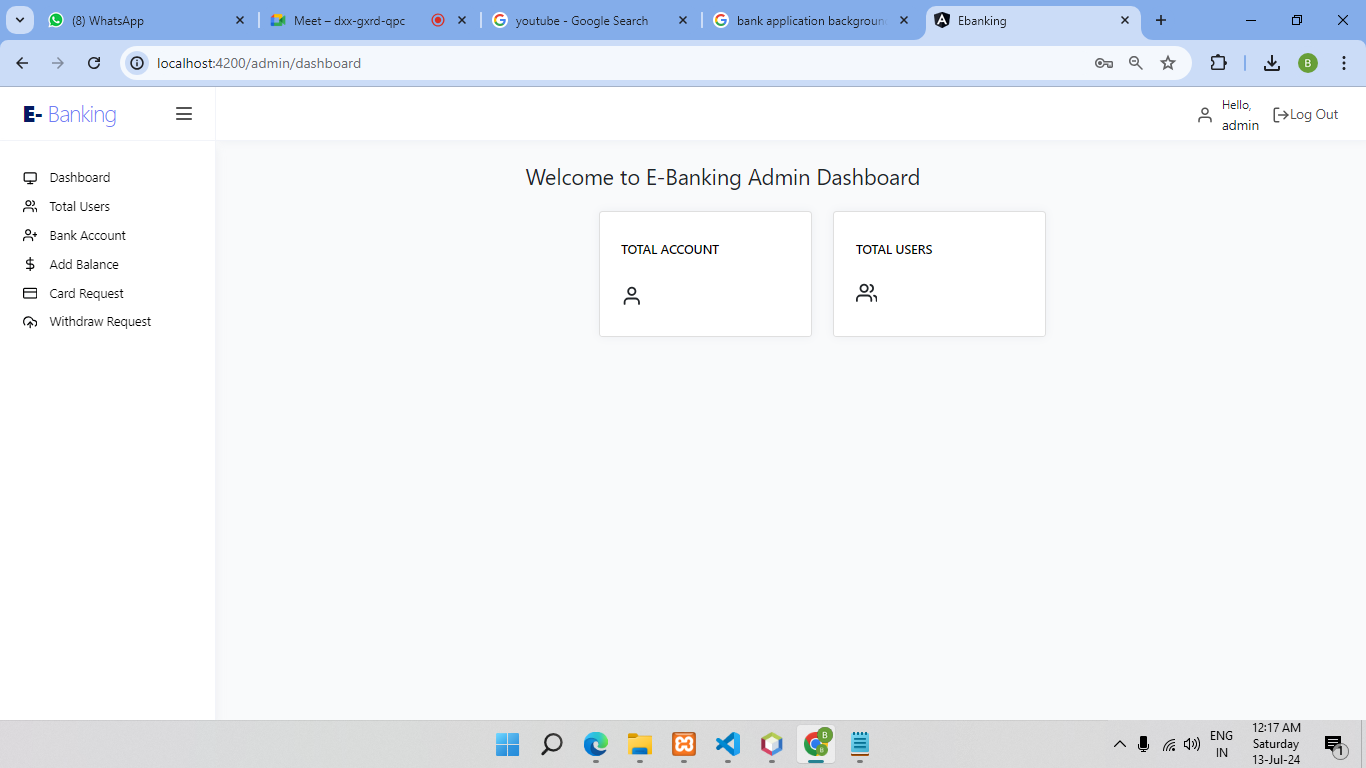 (8) WhatsApp
Meet – dxx-gxrd-qpc
youtube - Google Search
bank application background
Ebanking
localhost:4200/admin/dashboard
B
E- Banking
Hello,
admin
Log Out
Dashboard
Total Users
Bank Account
Add Balance
Card Request
Withdraw Request
Welcome to E-Banking Admin Dashboard
TOTAL ACCOUNT
TOTAL USERS
B
ENG
IN
12:17 AM
Saturday
13-Jul-24
1